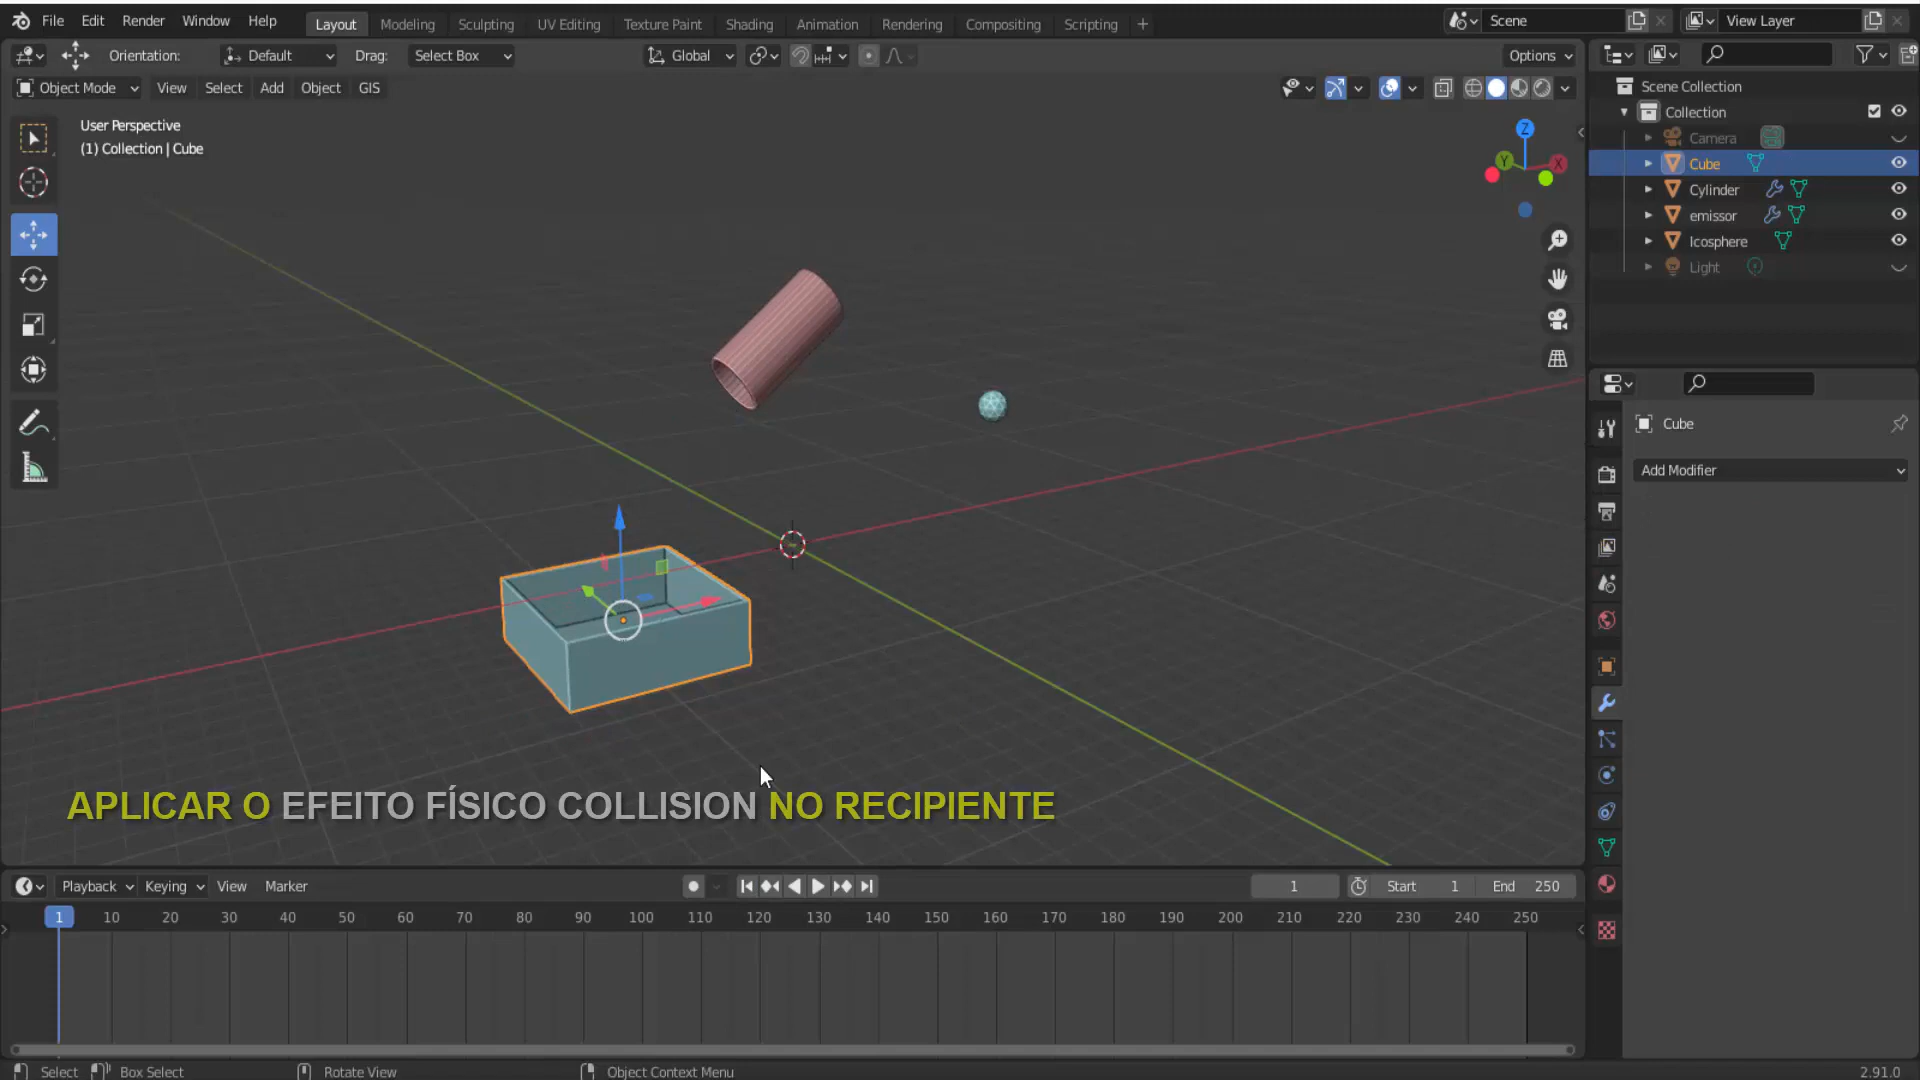 File Edit Render Window Help Layout Modeling Sculpting UV Editing Texture Paint Shading Animation Rendering Compositing Scripting + Scene View Layer
Orientation: Default Drag: Select Box Global Options
Object Mode View Select Add Object GIS
User Perspective
(1) Collection | Cube
Z
Y
X
Scene Collection
Collection
Camera
Cube
Cylinder
emissor
Icosphere
Light
Cube
Add Modifier
APLICAR O EFEITO FÍSICO COLLISION NO RECIPIENTE
Playback Keying View Marker 1 Start 1 End 250
1 10 20 30 40 50 60 70 80 90 100 110 120 130 140 150 160 170 180 190 200 210 220 230 240 250
Select Box Select Rotate View Object Context Menu 2.91.0